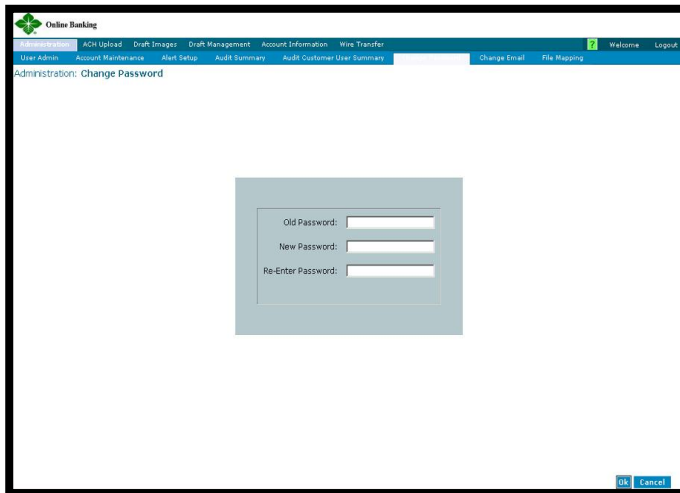 Online Banking
Administration ACH Upload Draft Images Draft Management Account Information Wire Transfer ? Welcome Logout
User Admin Account Maintenance Alert Setup Audit Summary Audit Customer User Summary Change Email File Mapping
Administration: Change Password
Old Password:
New Password:
Re-Enter Password:
Ok Cancel